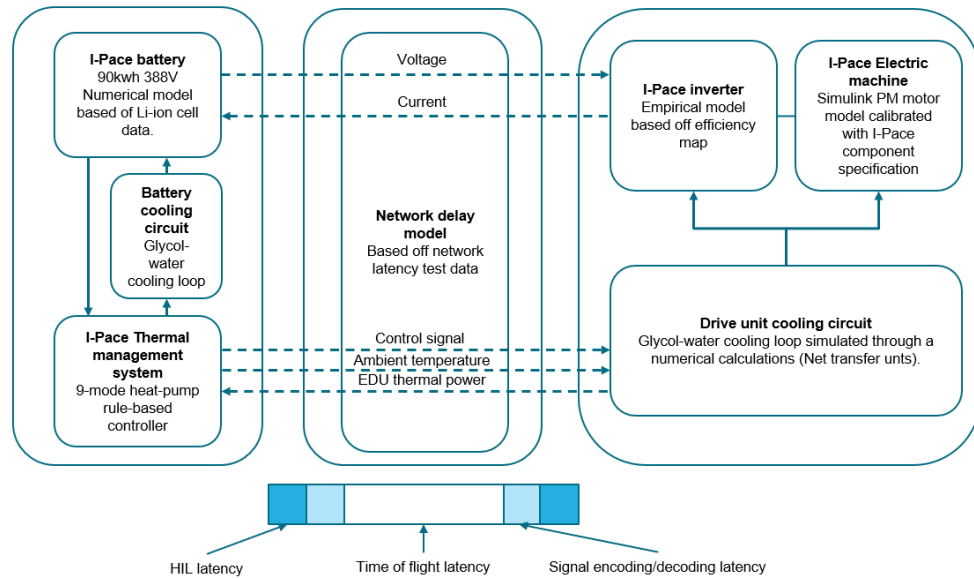 I-Pace battery
90kwh 388V
Numerical model
based of Li-ion cell
data.
Battery
cooling
circuit
Glycol-
water
cooling loop
I-Pace Thermal
management
system
9-mode heat-pump
rule-based
controller
Voltage
Current
Network delay
model
Based off network
latency test data
Control signal
Ambient temperature
EDU thermal power
I-Pace inverter
Empirical model
based off efficiency
map
I-Pace Electric
machine
Simulink PM motor
model calibrated
with I-Pace
component
specification
Drive unit cooling circuit
Glycol-water cooling loop simulated through a
numerical calculations (Net transfer unts).
HIL latency
Time of flight latency
Signal encoding/decoding latency